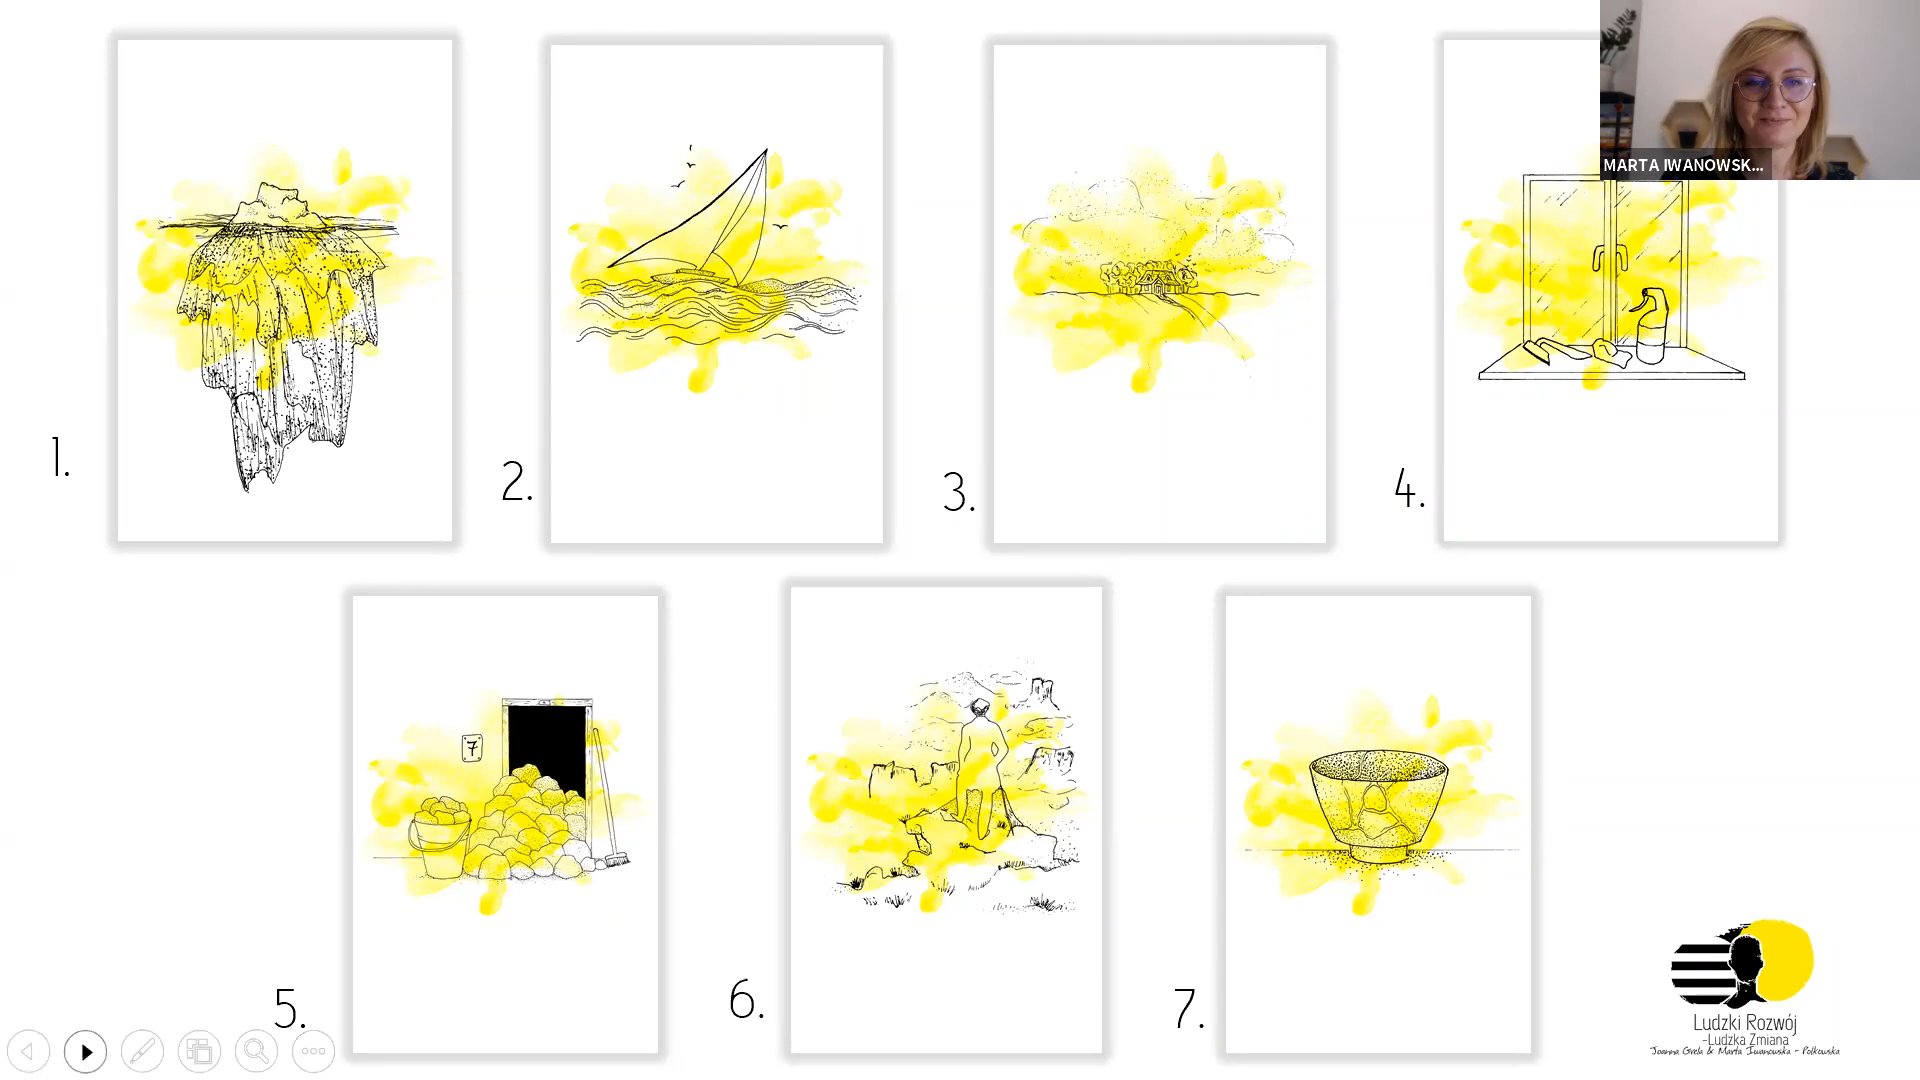 MARTA IWANOWSK...
1.
2.
3.
4.
7
5.
6.
7.
Ludzki Rozwój
-Ludzka Zmiana
Joanna Grela & Marta Iwanowska - Polkowska